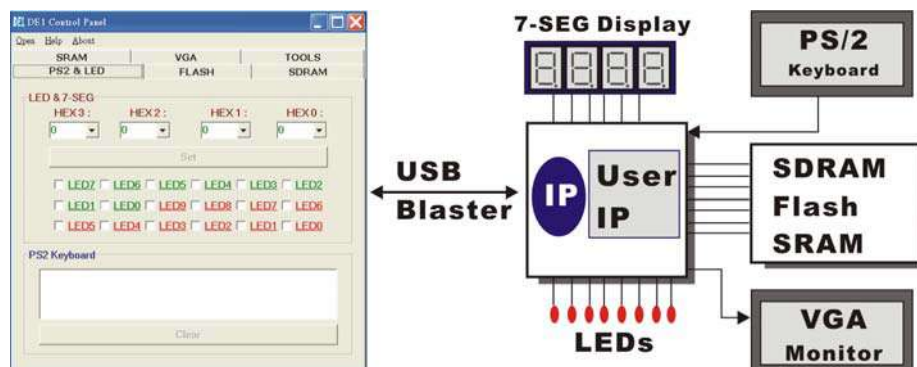 DE1 Control Panel
Open Help About
SRAM VGA TOOLS
PS2 & LED FLASH SDRAM
LED & 7-SEG
HEX3 : HEX2 : HEX1 : HEX0 :
0 0 0 0
Set
LED7 LED6 LED5 LED4 LED3 LED2
LED1 LED0 LED9 LED8 LED7 LED6
LED5 LED4 LED3 LED2 LED1 LED0
PS2 Keyboard
Clear
USB
Blaster
7-SEG Display
8888
IP
User
IP
LEDs
PS/2
Keyboard
SDRAM
Flash
SRAM
VGA
Monitor